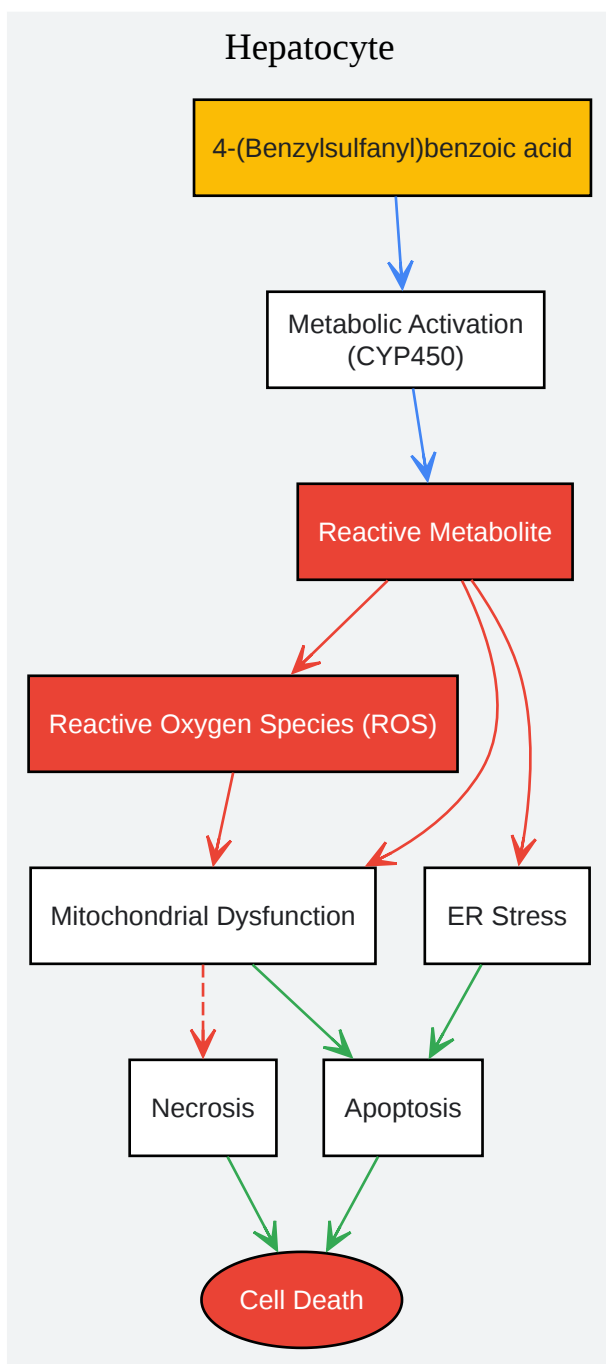 Hepatocyte
4-(Benzylsulfanyl)benzoic acid
Metabolic Activation
(CYP450)
Reactive Metabolite
Reactive Oxygen Species (ROS)
Mitochondrial Dysfunction
ER Stress
Necrosis
Apoptosis
Cell Death